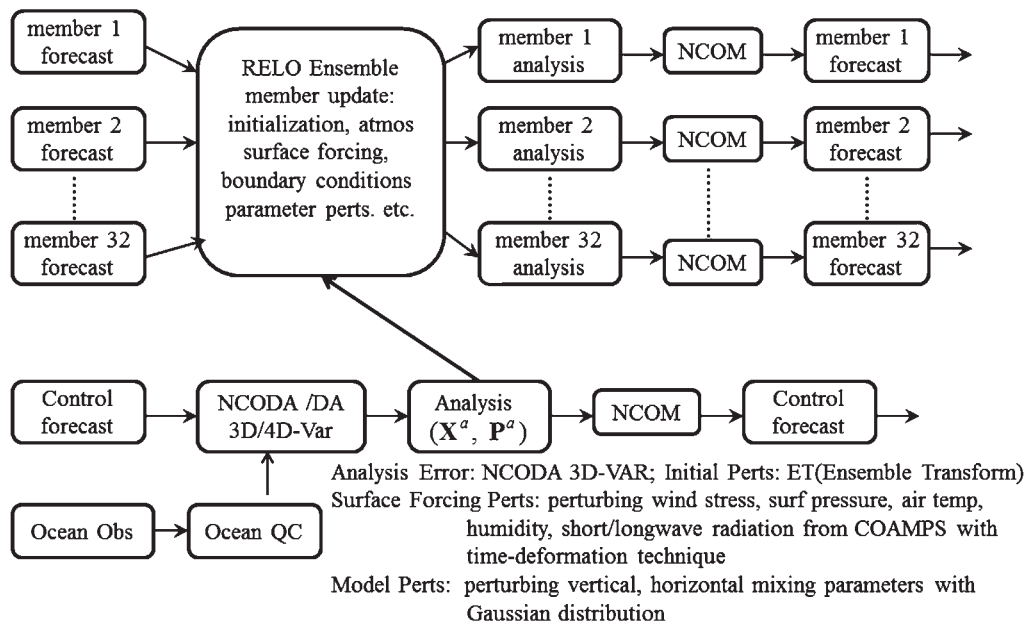 member 1
forecast
member 2
forecast
member 32
forecast
RELO Ensemble
member update:
initialization, atmos
surface forcing,
boundary conditions
parameter perts. etc.
member 1
analysis
NCOM
member 1
forecast
member 2
analysis
NCOM
member 2
forecast
member 32
analysis
NCOM
member 32
forecast
Control
forecast
NCODA /DA
3D/4D-Var
Analysis
(X^a, P^a)
NCOM
Control
forecast
Ocean Obs
Ocean QC
Analysis Error: NCODA 3D-VAR; Initial Perts: ET(Ensemble Transform)
Surface Forcing Perts: perturbing wind stress, surf pressure, air temp,
humidity, short/longwave radiation from COAMPS with
time-deformation technique
Model Perts: perturbing vertical, horizontal mixing parameters with
Gaussian distribution